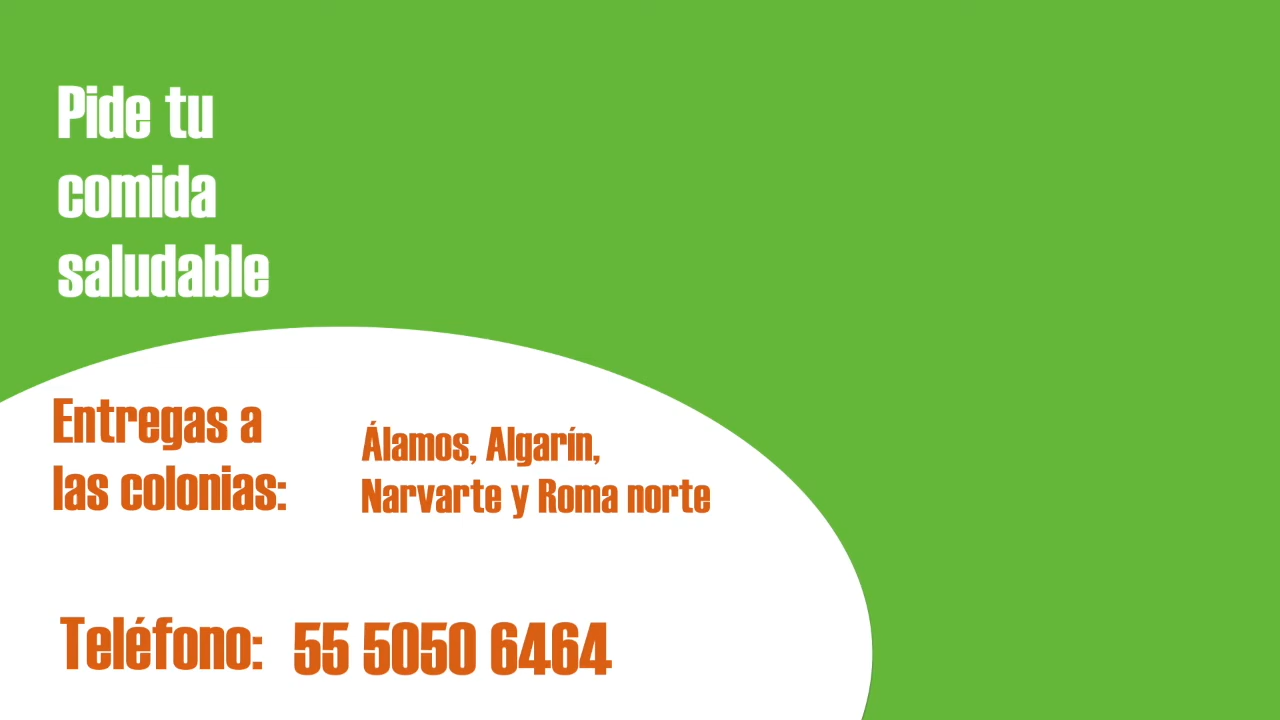 Pide tu
comida
saludable
Entregas a
las colonias:
Álamos, Algarín,
Narvarte y Roma norte
Teléfono: 55 5050 6464